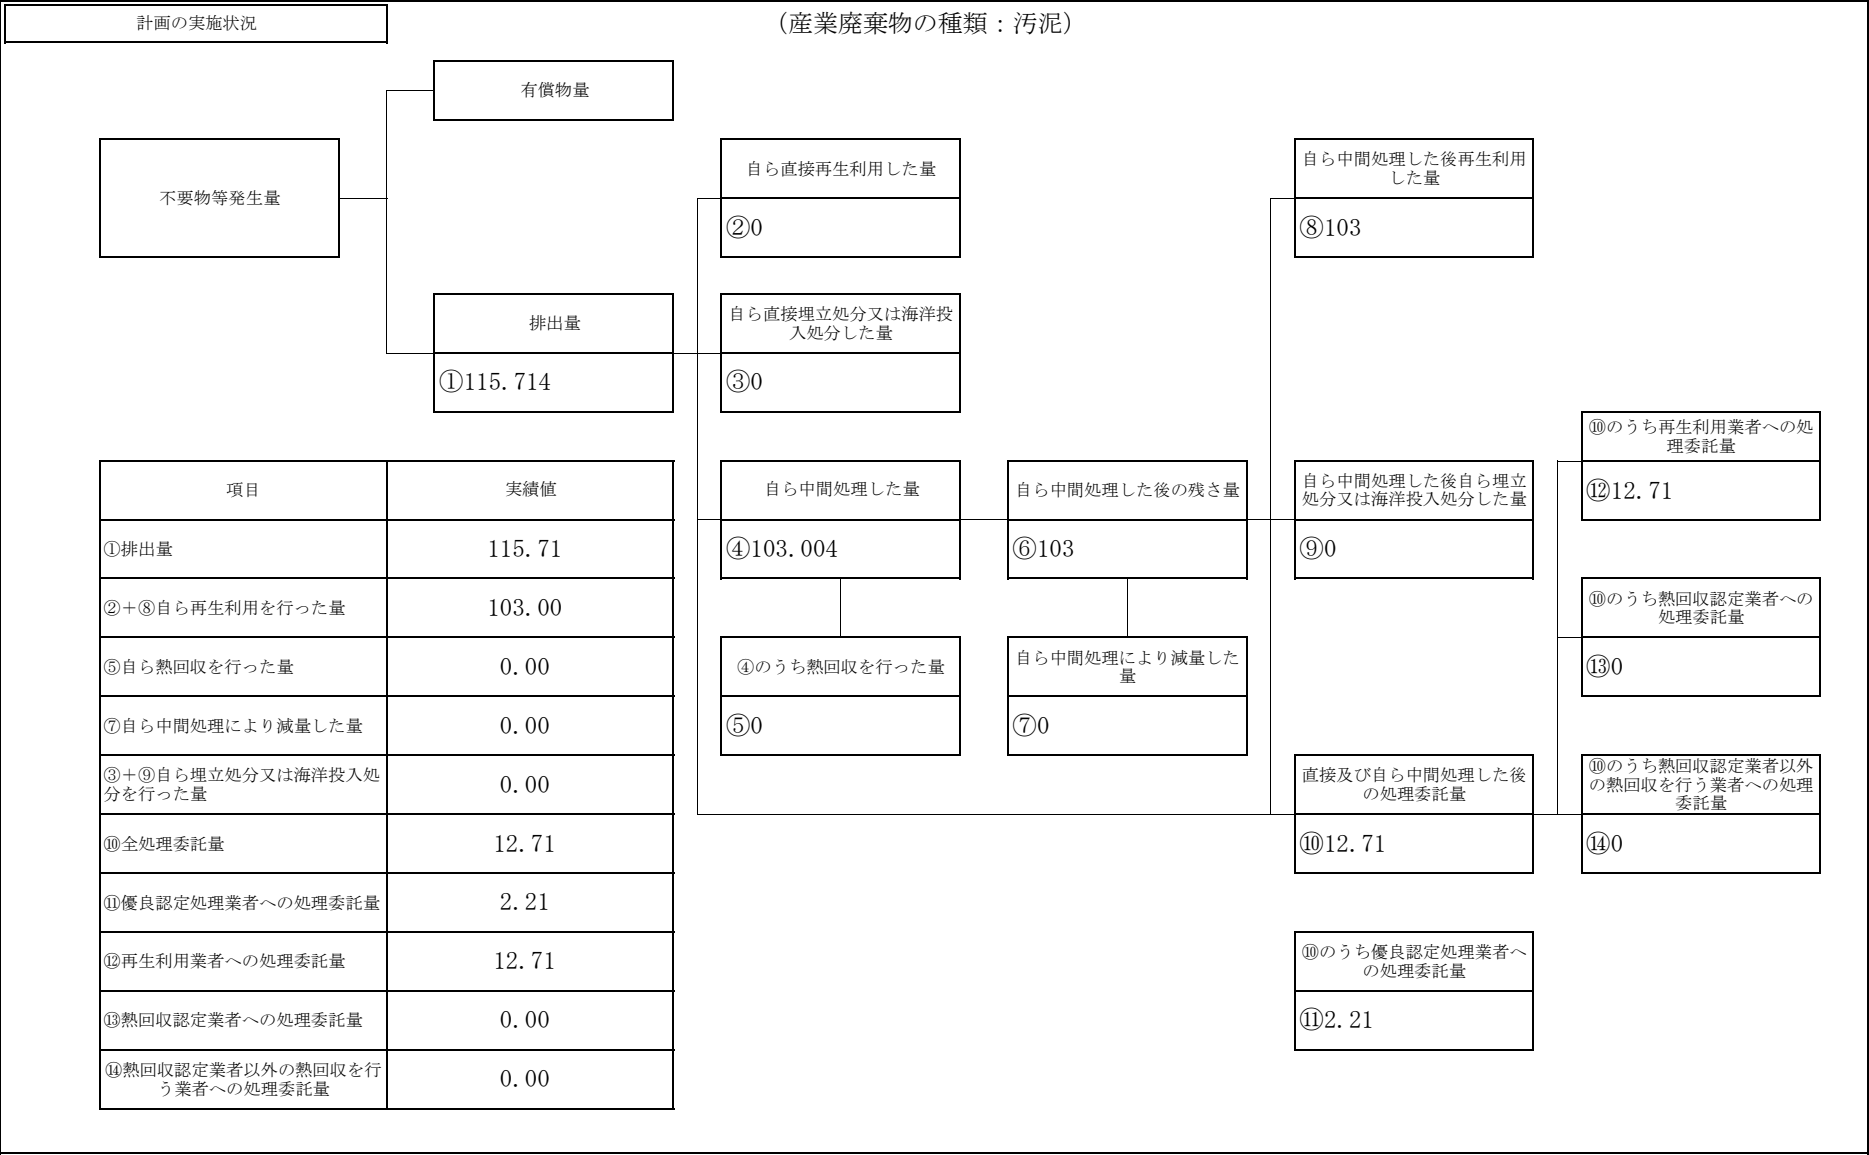 計画の実施状況
（産業廃棄物の種類：汚泥）
有償物量
不要物等発生量
自ら直接再生利用した量
②0
自ら中間処理した後再生利用
した量
⑧103
排出量
①115.714
自ら直接埋立処分又は海洋投
入処分した量
③0
⑩のうち再生利用業者への処
理委託量
⑫12.71
項目 実績値
①排出量 115.71
②＋⑧自ら再生利用を行った量 103.00
⑤自ら熱回収を行った量 0.00
⑦自ら中間処理により減量した量 0.00
③＋⑨自ら埋立処分又は海洋投入処
分を行った量 0.00
⑩全処理委託量 12.71
⑪優良認定処理業者への処理委託量 2.21
⑫再生利用業者への処理委託量 12.71
⑬熱回収認定業者への処理委託量 0.00
⑭熱回収認定業者以外の熱回収を行
う業者への処理委託量 0.00
自ら中間処理した量
④103.004
自ら中間処理した後の残さ量
⑥103
自ら中間処理した後自ら埋立
処分又は海洋投入処分した量
⑨0
④のうち熱回収を行った量
⑤0
自ら中間処理により減量した
量
⑦0
⑩のうち熱回収認定業者への
処理委託量
⑬0
直接及び自ら中間処理した後
の処理委託量
⑩12.71
⑩のうち熱回収認定業者以外
の熱回収を行う業者への処理
委託量
⑭0
⑩のうち優良認定処理業者へ
の処理委託量
⑪2.21